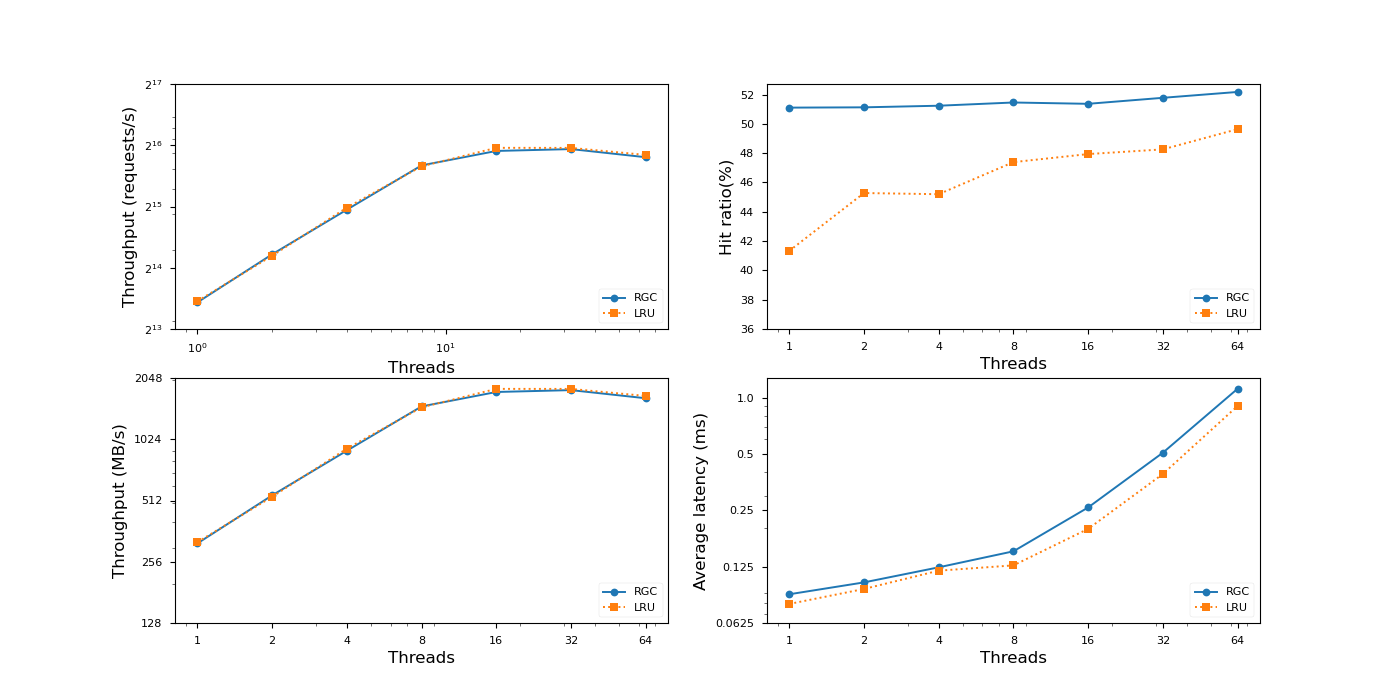 Throughput (requests/s)
2^17
2^16
2^15
2^14
2^13
10^0
10^1
Threads
RGC
LRU
Hit ratio(%)
52
50
48
46
44
42
40
38
36
1 2 4 8 16 32 64
Threads
RGC
LRU
Throughput (MB/s)
2048
1024
512
256
128
1 2 4 8 16 32 64
Threads
RGC
LRU
Average latency (ms)
1.0
0.5
0.25
0.125
0.0625
1 2 4 8 16 32 64
Threads
RGC
LRU